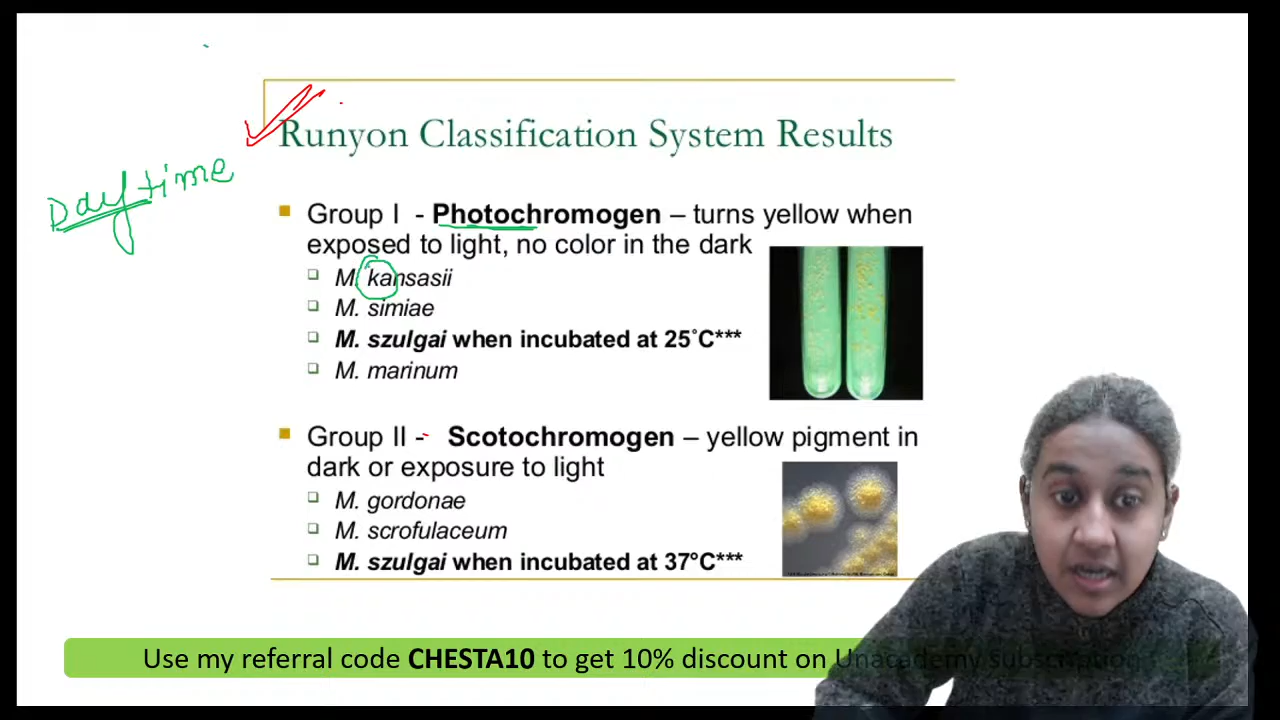 Runyon Classification System Results
Day time
Group I - Photochromogen – turns yellow when
exposed to light, no color in the dark
M. kansasii
M. simiae
M. szulgai when incubated at 25˚C***
M. marinum
Group II - Scotochromogen – yellow pigment in
dark or exposure to light
M. gordonae
M. scrofulaceum
M. szulgai when incubated at 37°C***
Use my referral code CHESTA10 to get 10% discount on Unacademy subscription